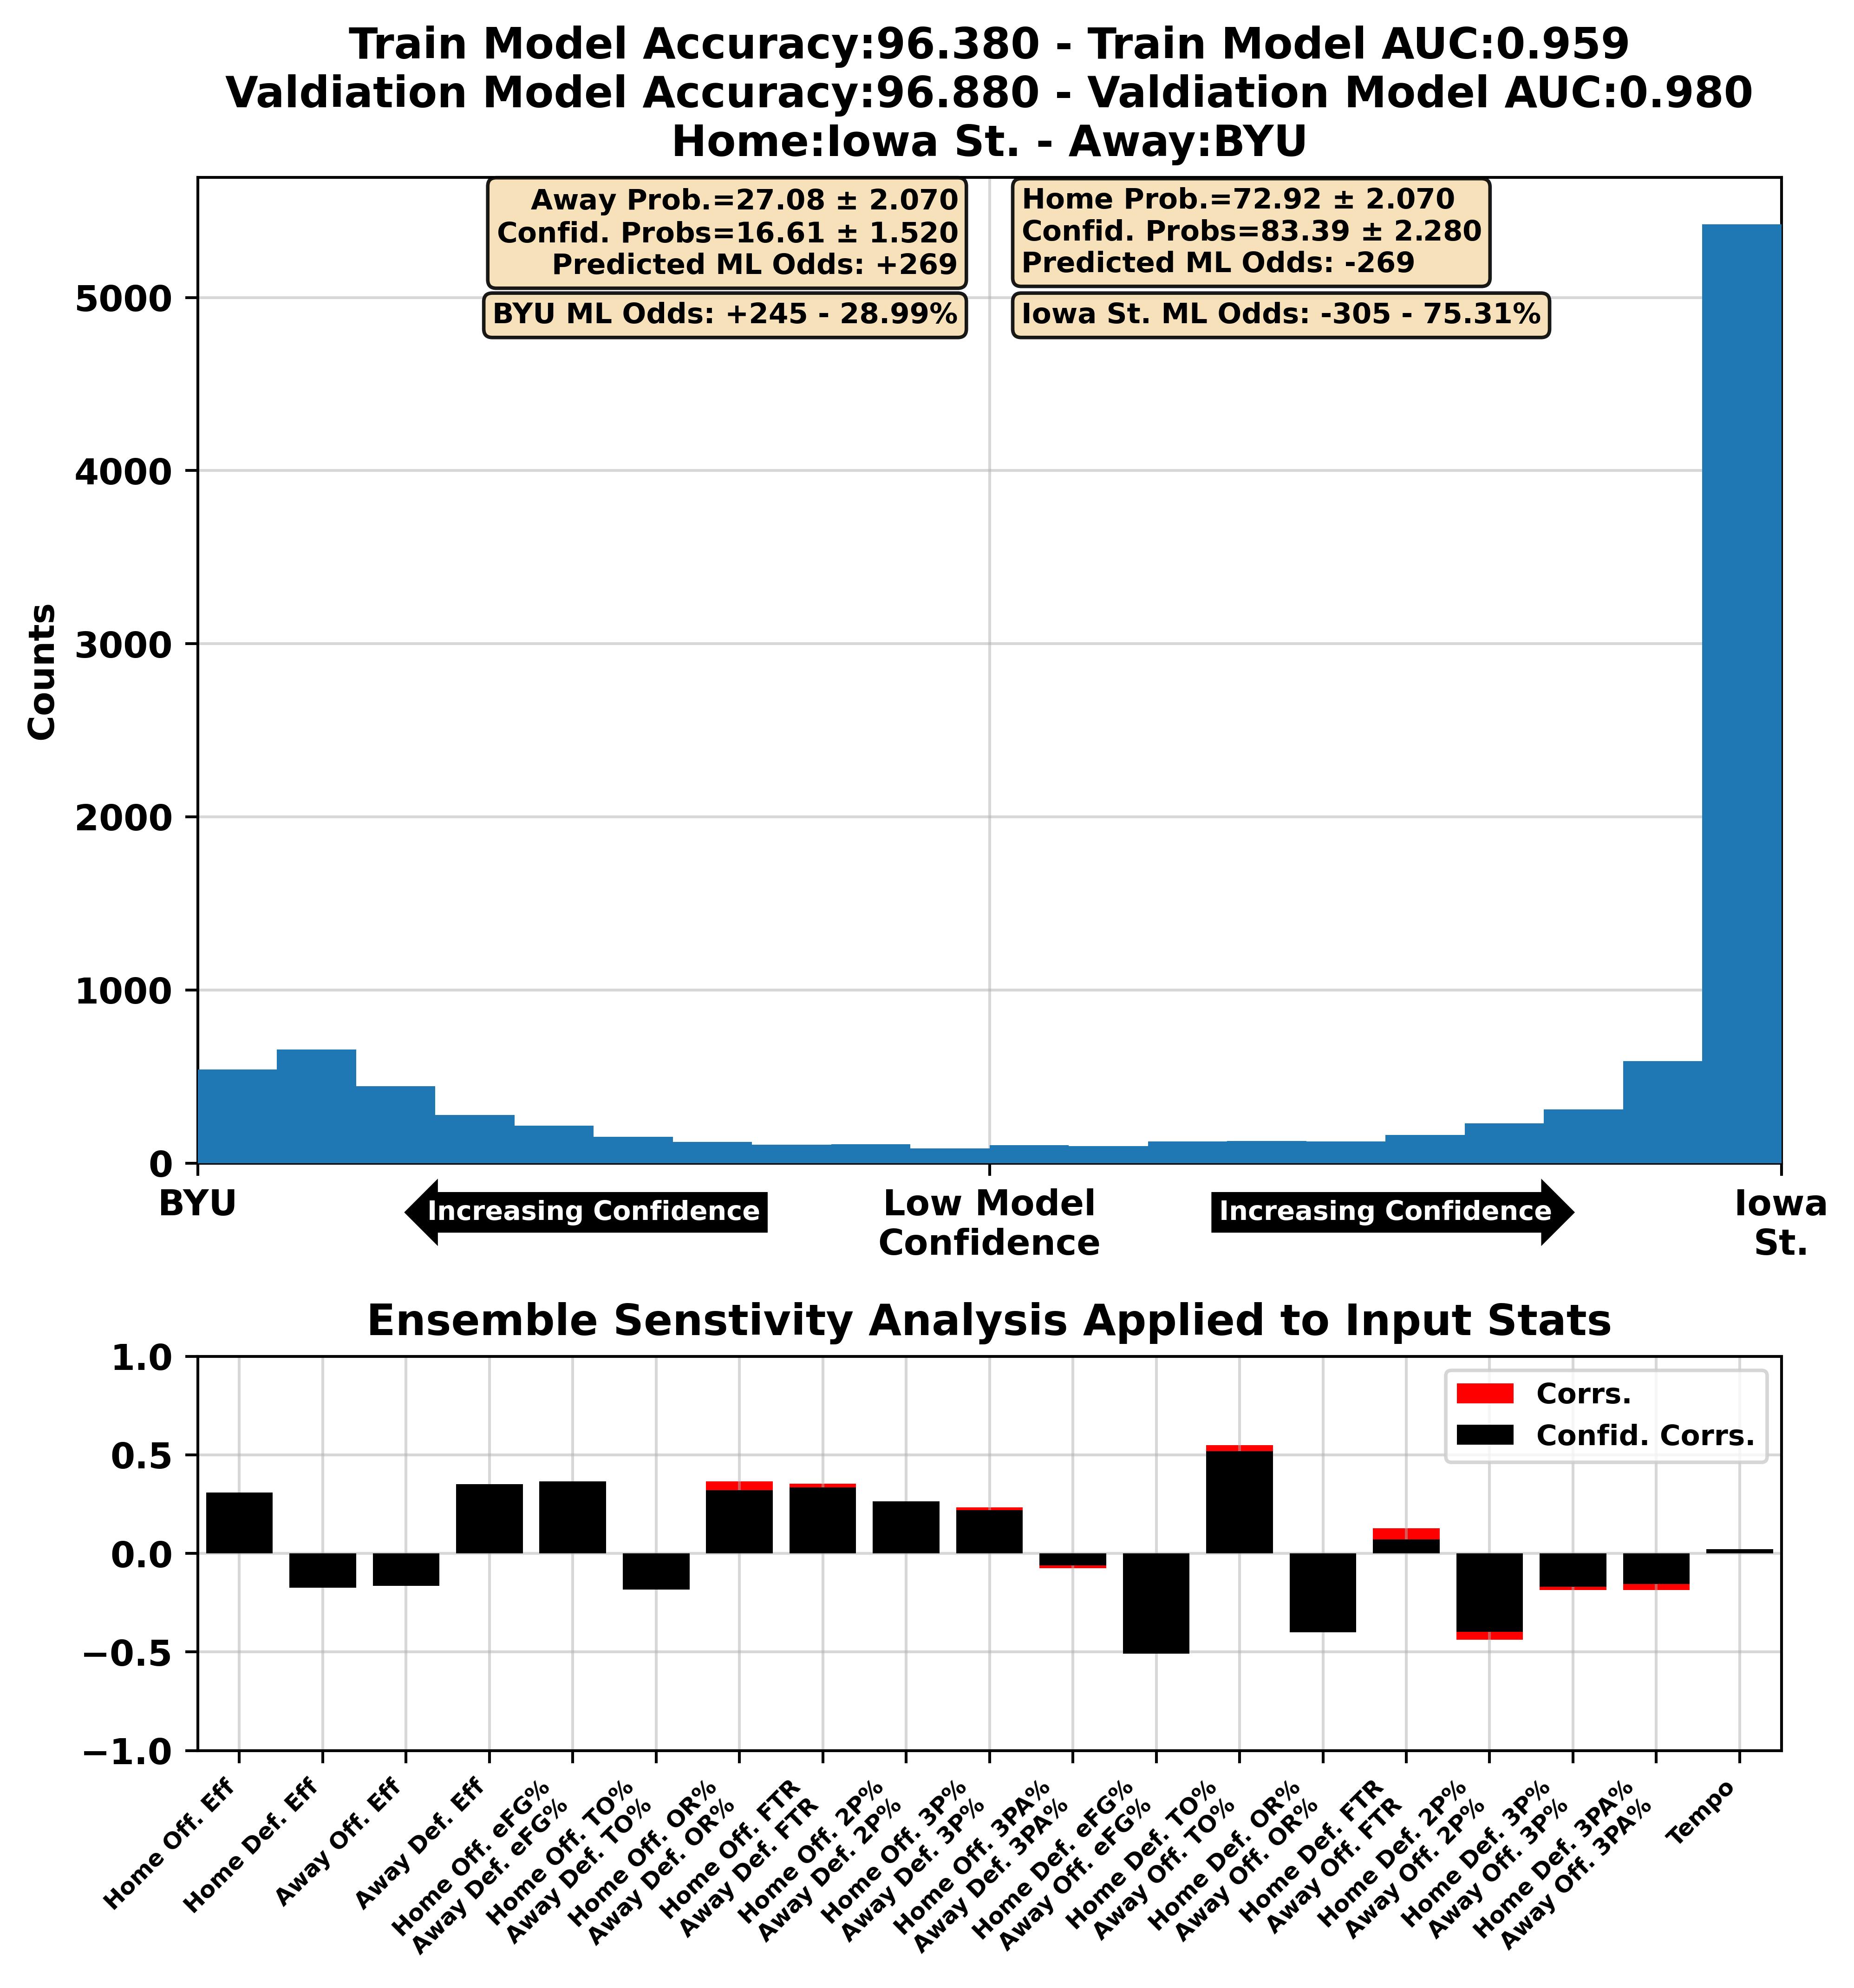 Train Model Accuracy:96.380 - Train Model AUC:0.959
Valdiation Model Accuracy:96.880 - Valdiation Model AUC:0.980
Home:Iowa St. - Away:BYU
Away Prob.=27.08 ± 2.070
Confid. Probs=16.61 ± 1.520
Predicted ML Odds: +269
BYU ML Odds: +245 - 28.99%
Home Prob.=72.92 ± 2.070
Confid. Probs=83.39 ± 2.280
Predicted ML Odds: -269
Iowa St. ML Odds: -305 - 75.31%
Counts
5000
4000
3000
2000
1000
0
BYU
Increasing Confidence
Low Model
Confidence
Increasing Confidence
Iowa
St.
Ensemble Senstivity Analysis Applied to Input Stats
1.0
0.5
0.0
−0.5
−1.0
Corrs.
Confid. Corrs.
Home Off. Eff
Home Def. Eff
Away Off. Eff
Away Def. Eff
Home Off. eFG%
Away Def. eFG%
Home Off. TO%
Away Def. TO%
Home Off. OR%
Away Def. OR%
Home Off. FTR
Away Def. FTR
Home Off. 2P%
Away Def. 2P%
Home Off. 3P%
Away Def. 3P%
Home Off. 3PA%
Away Def. 3PA%
Home Def. eFG%
Away Off. eFG%
Home Def. TO%
Away Off. TO%
Home Def. OR%
Away Off. OR%
Home Def. FTR
Away Off. FTR
Home Def. 2P%
Away Off. 2P%
Home Def. 3P%
Away Off. 3P%
Home Def. 3PA%
Away Off. 3PA%
Tempo